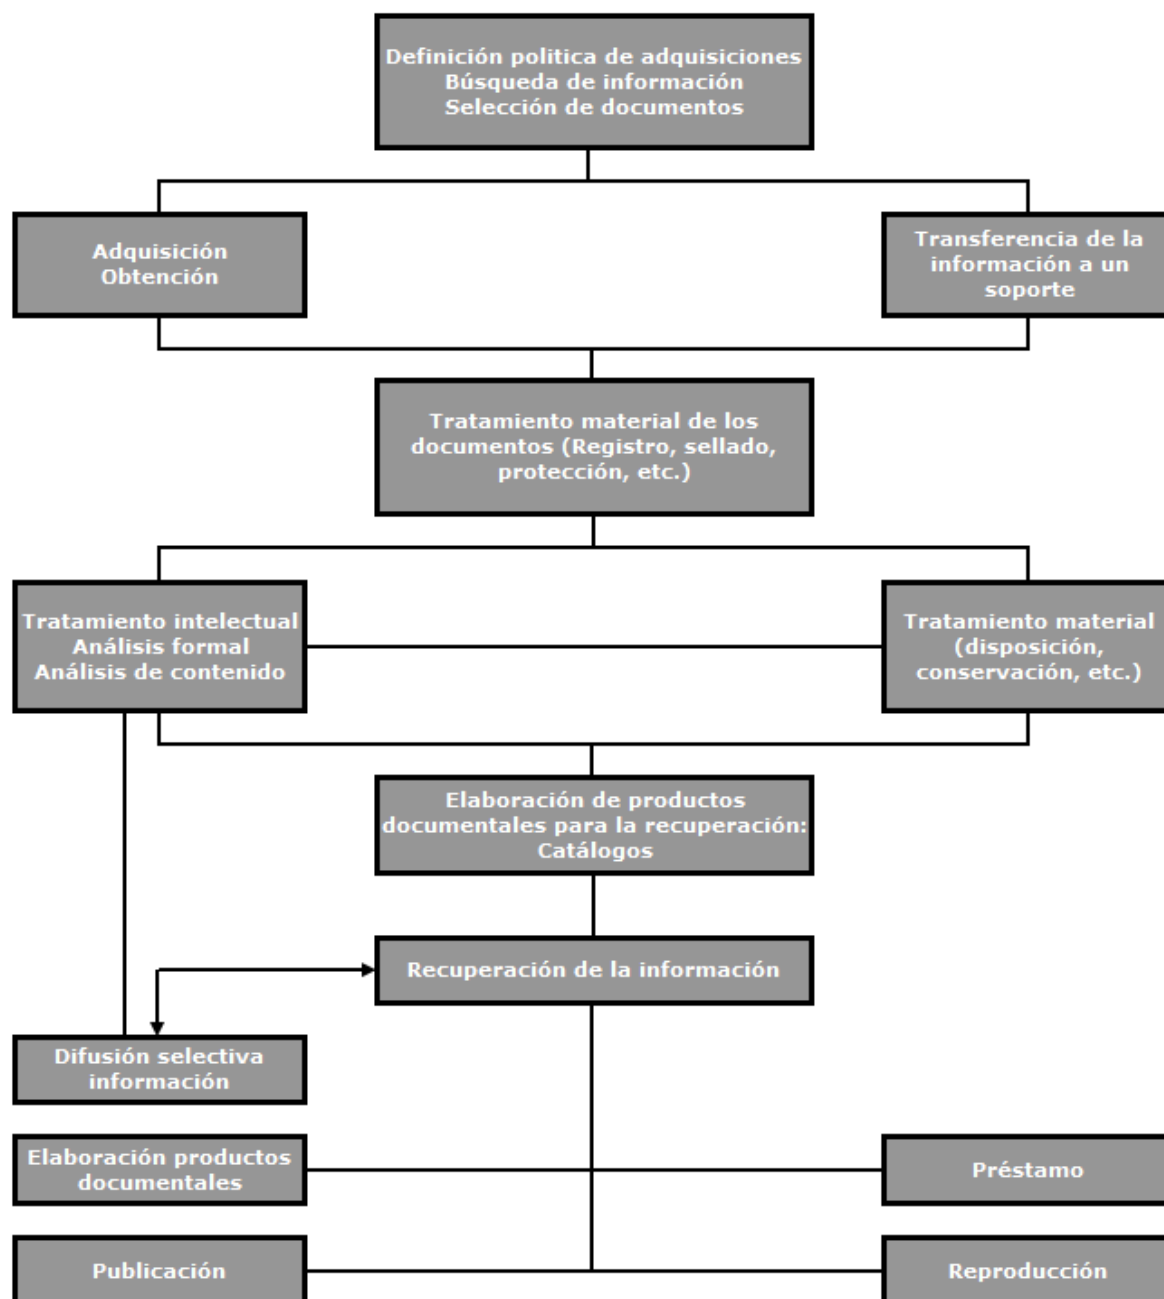 Definición politica de adquisiciones
Búsqueda de información
Selección de documentos
Adquisición
Obtención
Transferencia de la
información a un
soporte
Tratamiento material de los
documentos (Registro, sellado,
protección, etc.)
Tratamiento intelectual
Análisis formal
Análisis de contenido
Tratamiento material
(disposición,
conservación, etc.)
Elaboración de productos
documentales para la recuperación:
Catálogos
Recuperación de la información
Difusión selectiva
información
Elaboración productos
documentales
Préstamo
Publicación
Reproducción